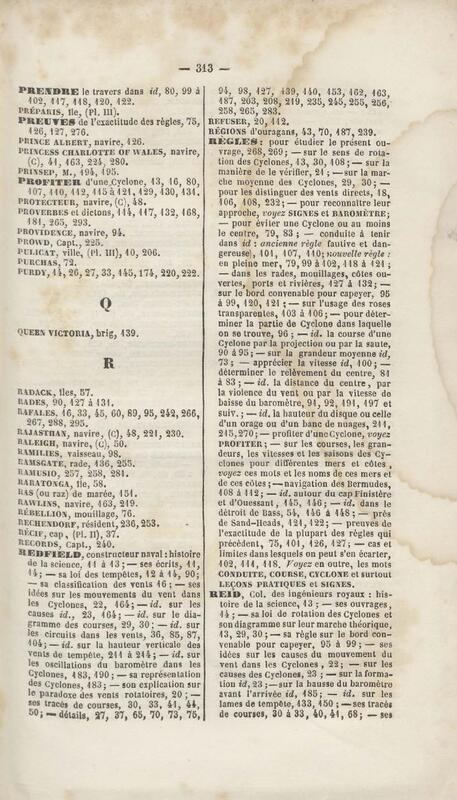 — 313 —
PRENDRE le travers dans id, 80, 99 à
102, 117, 118, 120, 122.
PRÉPARIS, île, (Pl. III).
PREUVES de l'exactitude des règles, 75,
126, 127, 276.
PRINCE ALBERT, navire, 126.
PRINCESS CHARLOTTE OF WALES, navire,
(C), 41, 163, 224, 280.
PRINSEP, M., 194, 195.
PROFITER d'une Cyclone, 13, 16, 80,
107, 110, 112, 115 à 121, 129, 130, 131.
PROTECTEUR, navire, (C), 48.
PROVERBES et dictons, 114, 117, 132, 168,
181, 265, 293.
PROVIDENCE, navire, 94.
PROWD, Capt., 225.
PULICAT, ville, (Pl. III), 10, 206.
PURCHAS, 72.
PURDY, 14, 26, 27, 33, 145, 174, 220, 222.
Q
QUEEN VICTORIA, brig, 139.
R
RADACK, îles, 57.
RADES, 90, 127 à 131.
RAFALES, 16, 33, 45, 60, 89, 95, 242, 266,
267, 288, 295.
RAJASTHAN, navire, (C), 48, 221, 230.
RALEIGH, navire, (C), 50.
RAMILIES, vaisseau, 98.
RAMSGATE, rade, 136, 255.
RAMUSIO, 257, 258, 281.
RARATONGA, île, 58.
RAS (ou raz) de marée, 151.
RAWLINS, navire, 163, 219.
RÉBELLION, mouillage, 76.
RECHENDORF, résident, 236, 253.
RÉCIF, cap, (Pl. II), 37.
RECORDS, Capt., 240.
REDFIELD, constructeur naval : histoire
de la science, 11 à 13; — ses écrits, 11,
14; — sa loi des tempêtes, 12 à 14, 90;
— sa classification des vents 16; — ses
idées sur les mouvements du vent dans
les Cyclones, 22, 164; — id. sur les
causes id., 23, 164; — id. sur le dia-
gramme des courses, 29, 30; — id. sur
les circuits dans les vents, 36, 85, 87,
104; — id. sur la hauteur verticale des
vents de tempête, 211 à 214; — id. sur
les oscillations du baromètre dans les
Cyclones, 183, 190; — sa représentation
des Cyclones, 183; — son explication sur
le paradoxe des vents rotatoires, 20; —
ses tracés de courses, 30, 33, 41, 44,
50; — détails, 27, 37, 65, 70, 73, 75,
94, 98, 127, 139, 140, 153, 162, 163,
187, 203, 208, 219, 235, 245, 255, 256,
258, 265, 283.
REFUSER, 20, 112.
RÉGIONS d'ouragans, 43, 70, 187, 239.
RÈGLES : pour étudier le présent ou-
vrage, 268, 269; — sur le sens de rota-
tion des Cyclones, 13, 30, 108; — sur la
manière de le vérifier, 21; — sur la mar-
che moyenne des Cyclones, 29, 30; —
pour les distinguer des vents directs, 18,
106, 108, 232; — pour reconnaître leur
approche, voyez SIGNES et BAROMÈTRE;
— pour éviter une Cyclone ou au moins
le centre, 79, 83; — conduite à tenir
dans id : ancienne règle fautive et dan-
gereuse), 101, 107, 110; nouvelle règle :
en pleine mer, 79, 99 à 102, 118 à 121;
— dans les rades, mouillages, côtes ou-
vertes, ports et rivières, 127 à 132; —
sur le bord convenable pour capeyer, 95
à 99, 120, 121; — sur l'usage des roses
transparentes, 103 à 106; — pour déter-
miner la partie de Cyclone dans laquelle
on se trouve, 96; — id. la course d'une
Cyclone par la projection ou par la saute,
90 à 95; — sur la grandeur moyenne id,
73; — apprécier la vitesse id, 100; —
déterminer le relèvement du centre, 81
à 83; — id. la distance du centre, par
la violence du vent ou par la vitesse de
baisse du baromètre, 91, 92, 191, 197 et
suiv.; — id. la hauteur du disque ou celle
d'un orage ou d'un banc de nuages, 211,
215, 270; — profiter d'une Cyclone, voyez
PROFITER; — sur les courses, les gran-
deurs, les vitesses et les saisons des Cy-
clones pour différentes mers et côtes,
voyez ces mots et les noms de ces mers et
de ces côtes; — navigation des Bermudes,
108 à 112; — id. autour du cap Finistère
et d'Ouessant, 145, 146; — id. dans le
détroit de Bass, 54, 146 à 148; — près
de Sand-Heads, 121, 122; — preuves de
l'exactitude de la plupart des règles qui
précèdent, 75, 101, 126, 127; — cas et
limites dans lesquels on peut s'en écarter,
102, 114, 118. Voyez en outre, les mots
CONDUITE, COURSE, CYCLONE et surtout
LEÇONS PRATIQUES et SIGNES.
REID, Col. des ingénieurs royaux : his-
toire de la science, 13; — ses ouvrages,
14; — sa loi de rotation des Cyclones et
son diagramme sur leur marche théorique,
13, 29, 30; — sa règle sur le bord con-
venable pour capeyer, 95 à 99; — ses
idées sur les causes du mouvement du
vent dans les Cyclones, 22; — sur les
causes des Cyclones, 23; — sur la forma-
tion id, 23; — sur la hausse du baromètre
avant l'arrivée id, 185; — id. sur les
lames de tempête, 133, 150; — ses tracés
de courses, 30 à 33, 40, 41, 68; — ses